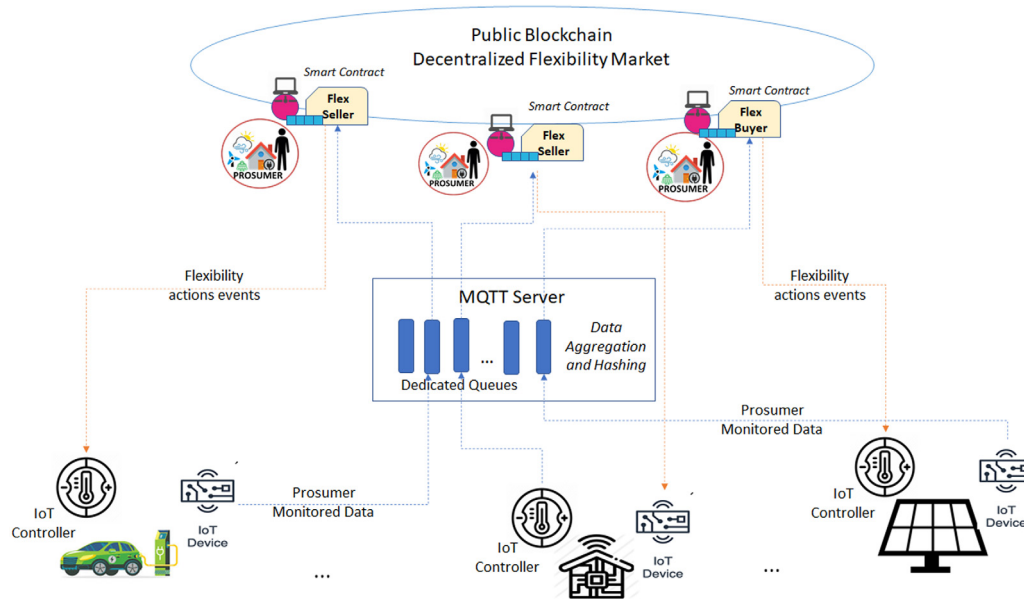 Public Blockchain
Decentralized Flexibility Market
Smart Contract
Flex
Seller
PROSUMER
Smart Contract
Flex
Seller
PROSUMER
Smart Contract
Flex
Buyer
PROSUMER
Flexibility
actions events
Flexibility
actions events
MQTT Server
Data
Aggregation
and Hashing
...
Dedicated Queues
Prosumer
Monitored Data
IoT
Controller
IoT
Device
Prosumer
Monitored Data
...
IoT
Controller
IoT
Device
...
IoT
Controller
IoT
Device